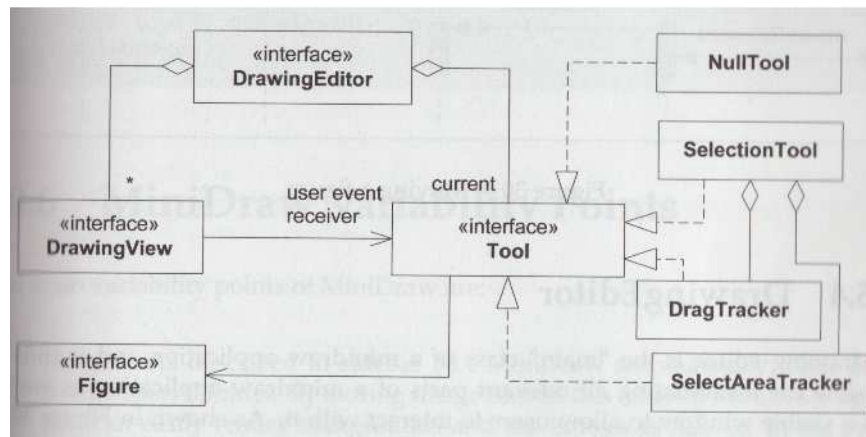 «interface»
DrawingEditor
NullTool
SelectionTool
*
user event
receiver
current
«interface»
DrawingView
«interface»
Tool
DragTracker
«interface»
Figure
SelectAreaTracker